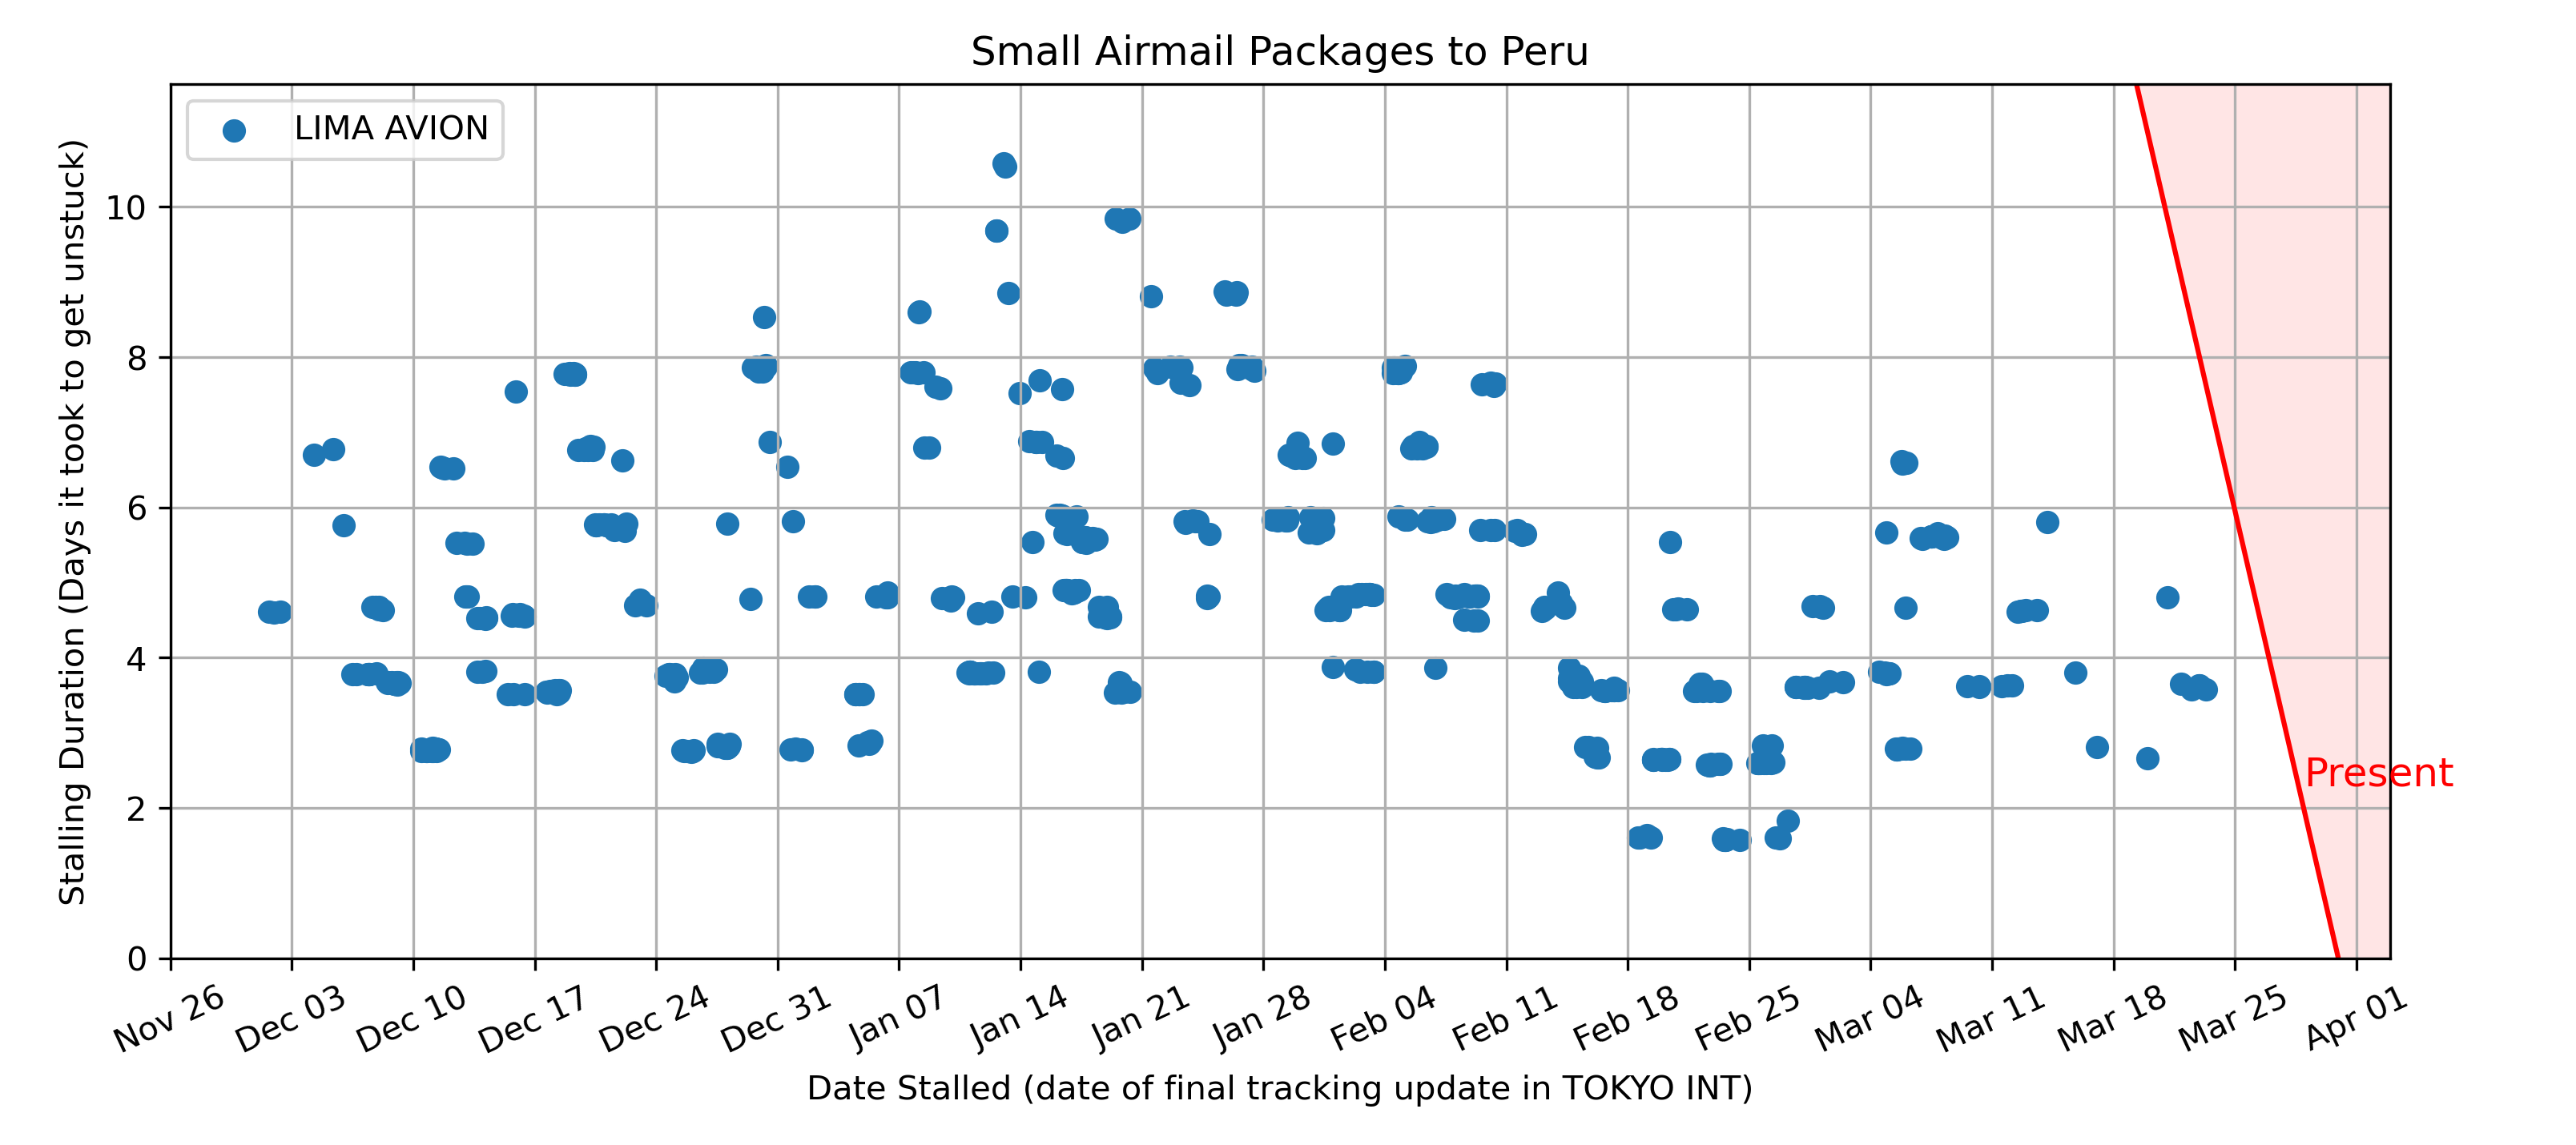 Small Airmail Packages to Peru
LIMA AVION
Stalling Duration (Days it took to get unstuck)
10
8
6
4
2
0
Present
Nov 26
Dec 03
Dec 10
Dec 17
Dec 24
Dec 31
Jan 07
Jan 14
Jan 21
Jan 28
Feb 04
Feb 11
Feb 18
Feb 25
Mar 04
Mar 11
Mar 18
Mar 25
Apr 01
Date Stalled (date of final tracking update in TOKYO INT)